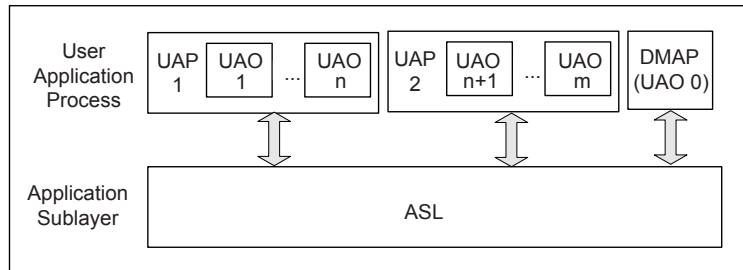 User
Application
Process
UAP
1
UAO
1
...
UAO
n
UAP
2
UAO
n+1
...
UAO
m
DMAP
(UAO 0)
Application
Sublayer
ASL